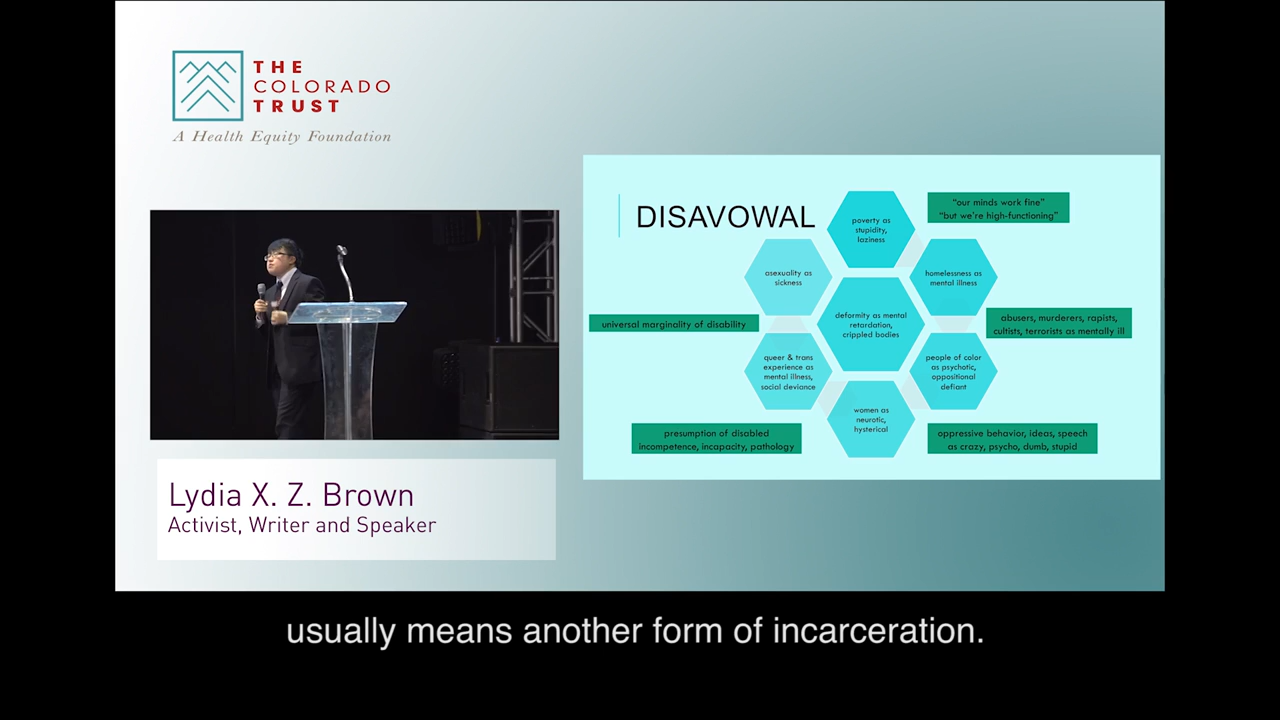 THE
COLORADO
TRUST
A Health Equity Foundation
DISAVOWAL
poverty as
stupidity,
laziness
"our minds work fine"
"but we're high-functioning"
asexuality as
sickness
homelessness as
mental illness
universal marginality of disability
deformity as mental
retardation,
crippled bodies
abusers, murderers, rapists,
cultists, terrorists as mentally ill
queer & trans
experience as
mental illness,
social deviance
people of color
as psychotic,
oppositional
defiant
women as
neurotic,
hysterical
presumption of disabled
incompetence, incapacity, pathology
oppressive behavior, ideas, speech
as crazy, psycho, dumb, stupid
Lydia X. Z. Brown
Activist, Writer and Speaker
usually means another form of incarceration.